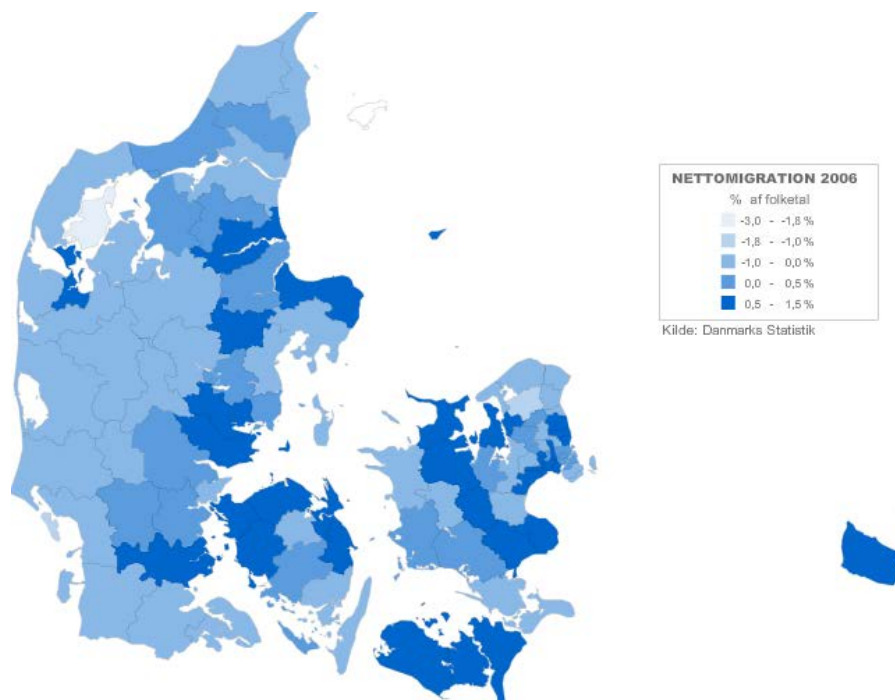 NETTOMIGRATION 2006
% af folketal
-3,0 - -1,8 %
-1,8 - -1,0 %
-1,0 - 0,0 %
0,0 - 0,5 %
0,5 - 1,5 %
Kilde: Danmarks Statistik